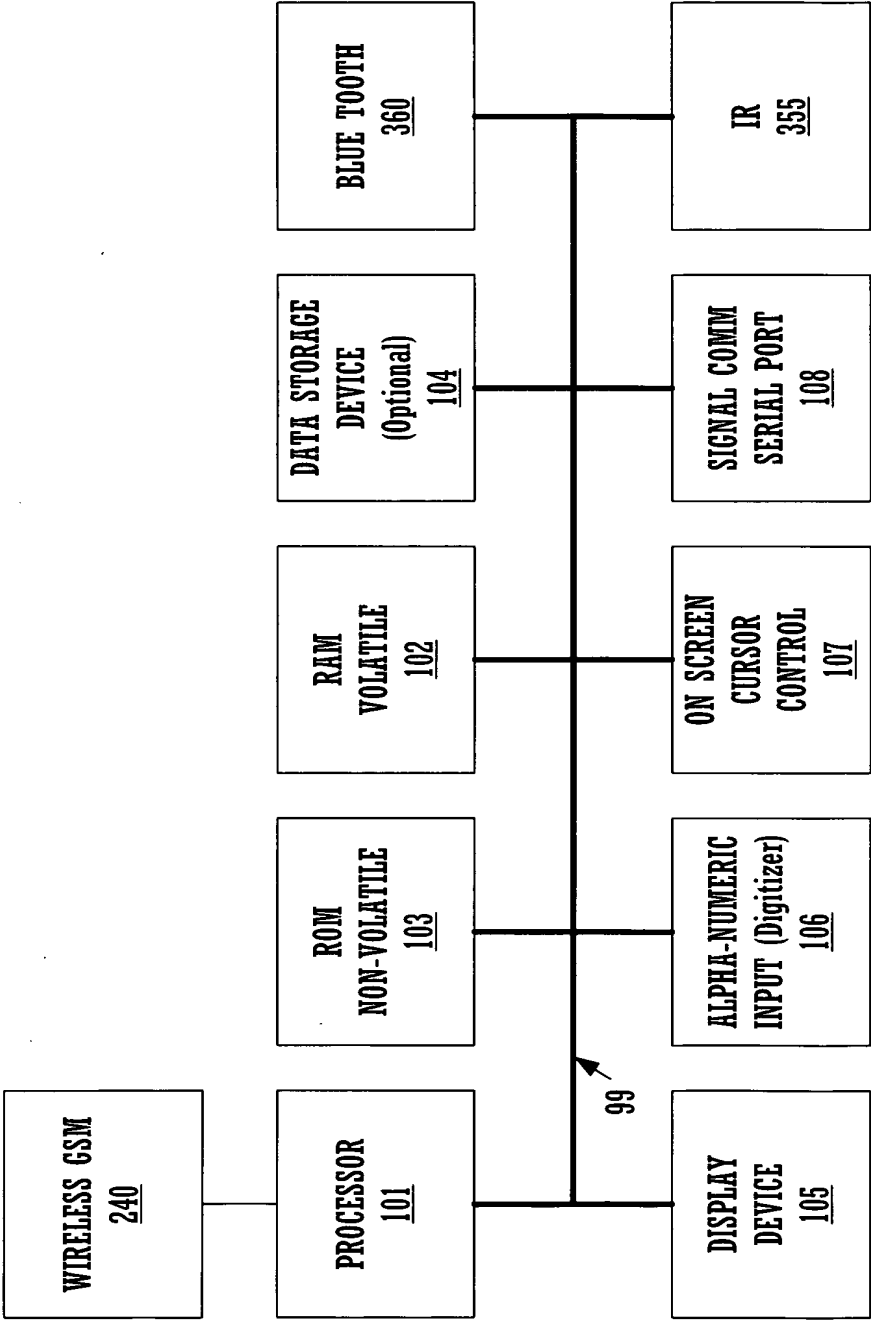 WIRELESS GSM
240
PROCESSOR
101
ROM
NON-VOLATILE
103
RAM
VOLATILE
102
DATA STORAGE
DEVICE
(Optional)
104
BLUE TOOTH
360
99
DISPLAY
DEVICE
105
ALPHA-NUMERIC
INPUT (Digitizer)
106
ON SCREEN
CURSOR
CONTROL
107
SIGNAL COMM
SERIAL PORT
108
IR
355